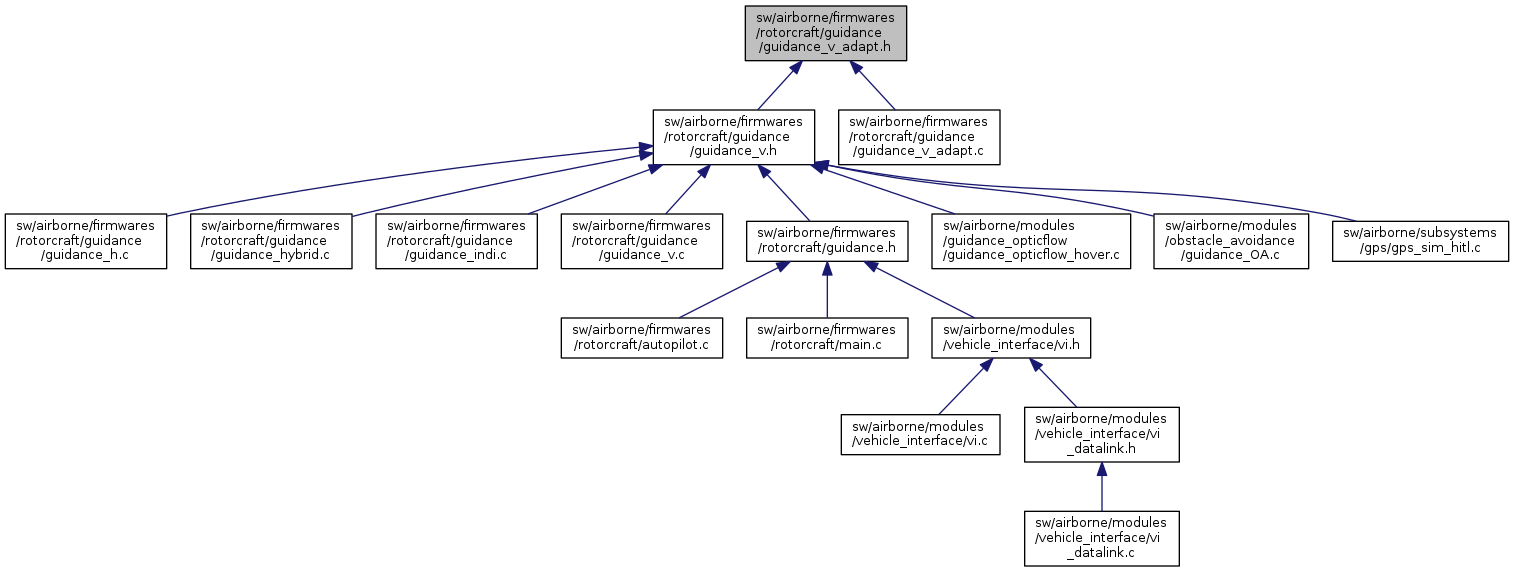 sw/airborne/firmwares
/rotorcraft/guidance
/guidance_v_adapt.h
sw/airborne/firmwares
/rotorcraft/guidance
/guidance_v.h
sw/airborne/firmwares
/rotorcraft/guidance
/guidance_v_adapt.c
sw/airborne/firmwares
/rotorcraft/guidance
/guidance_h.c
sw/airborne/firmwares
/rotorcraft/guidance
/guidance_hybrid.c
sw/airborne/firmwares
/rotorcraft/guidance
/guidance_indi.c
sw/airborne/firmwares
/rotorcraft/guidance
/guidance_v.c
sw/airborne/firmwares
/rotorcraft/guidance.h
sw/airborne/modules
/guidance_opticflow
/guidance_opticflow_hover.c
sw/airborne/modules
/obstacle_avoidance
/guidance_OA.c
sw/airborne/subsystems
/gps/gps_sim_hitl.c
sw/airborne/firmwares
/rotorcraft/autopilot.c
sw/airborne/firmwares
/rotorcraft/main.c
sw/airborne/modules
/vehicle_interface/vi.h
sw/airborne/modules
/vehicle_interface/vi.c
sw/airborne/modules
/vehicle_interface/vi
_datalink.h
sw/airborne/modules
/vehicle_interface/vi
_datalink.c